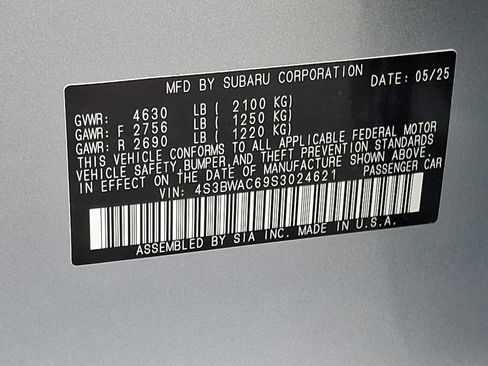 MFD BY SUBARU CORPORATION DATE: 05/25
GVWR: 4630 LB ( 2100 KG)
GAWR: F 2756 LB ( 1250 KG)
GAWR: R 2690 LB ( 1220 KG)
THIS VEHICLE CONFORMS TO ALL APPLICABLE FEDERAL MOTOR
VEHICLE SAFETY BUMPER,AND THEFT PREVENTION STANDARDS
IN EFFECT ON THE DATE OF MANUFACTURE SHOWN ABOVE.
VIN: 4S3BWAC69S3024621 PASSENGER CAR
ASSEMBLED BY SIA INC. MADE IN U.S.A.